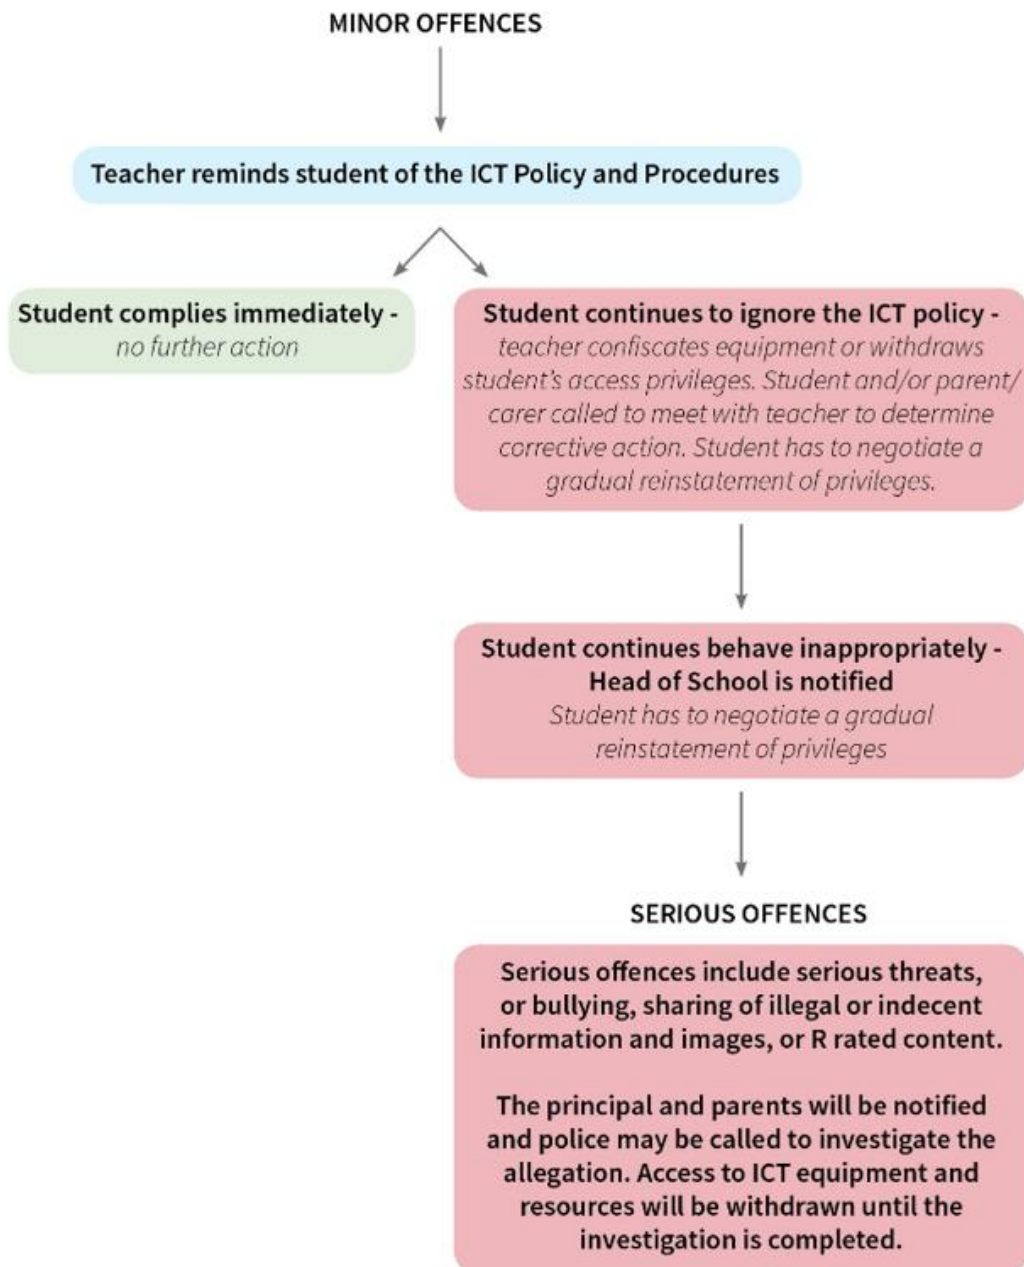 MINOR OFFENCES
Teacher reminds student of the ICT Policy and Procedures
Student complies immediately -
no further action
Student continues to ignore the ICT policy -
teacher confiscates equipment or withdraws
student's access privileges. Student and/or parent/
carer called to meet with teacher to determine
corrective action. Student has to negotiate a
gradual reinstatement of privileges.
Student continues behave inappropriately -
Head of School is notified
Student has to negotiate a gradual
reinstatement of privileges
SERIOUS OFFENCES
Serious offences include serious threats,
or bullying, sharing of illegal or indecent
information and images, or R rated content.
The principal and parents will be notified
and police may be called to investigate the
allegation. Access to ICT equipment and
resources will be withdrawn until the
investigation is completed.